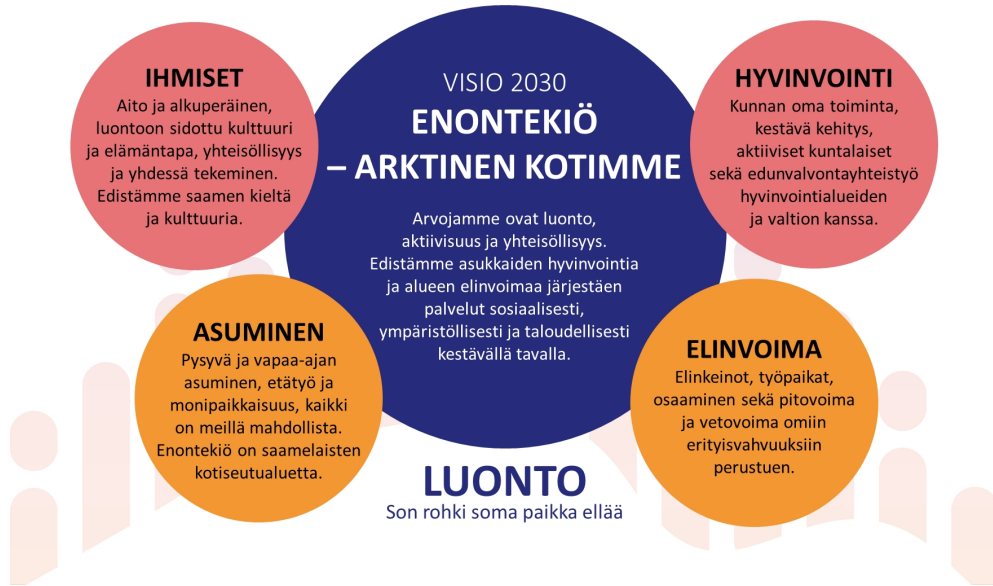 IHMISET
Aito ja alkuperäinen,
luontoon sidottu kulttuuri
ja elämäntapa, yhteisöllisyys
ja yhdessä tekeminen.
Edistämme saamen kieltä
ja kulttuuria.
VISIO 2030
ENONTEKIÖ
– ARKTINEN KOTIMME
Arvojamme ovat luonto,
aktiivisuus ja yhteisöllisyys.
Edistämme asukkaiden hyvinvointia
ja alueen elinvoimaa järjestäen
palvelut sosiaalisesti,
ympäristöllisesti ja taloudellisesti
kestävällä tavalla.
HYVINVOINTI
Kunnan oma toiminta,
kestävä kehitys,
aktiiviset kuntalaiset
sekä edunvalvontayhteistyö
hyvinvointialueiden
ja valtion kanssa.
ASUMINEN
Pysyvä ja vapaa-ajan
asuminen, etätyö ja
monipaikkaisuus, kaikki
on meillä mahdollista.
Enontekiö on saamelaisten
kotiseutualuetta.
ELINVOIMA
Elinkeinot, työpaikat,
osaaminen sekä pitovoima
ja vetovoima omiin
erityisvahvuuksiin
perustuen.
LUONTO
Son rohki soma paikka ellää